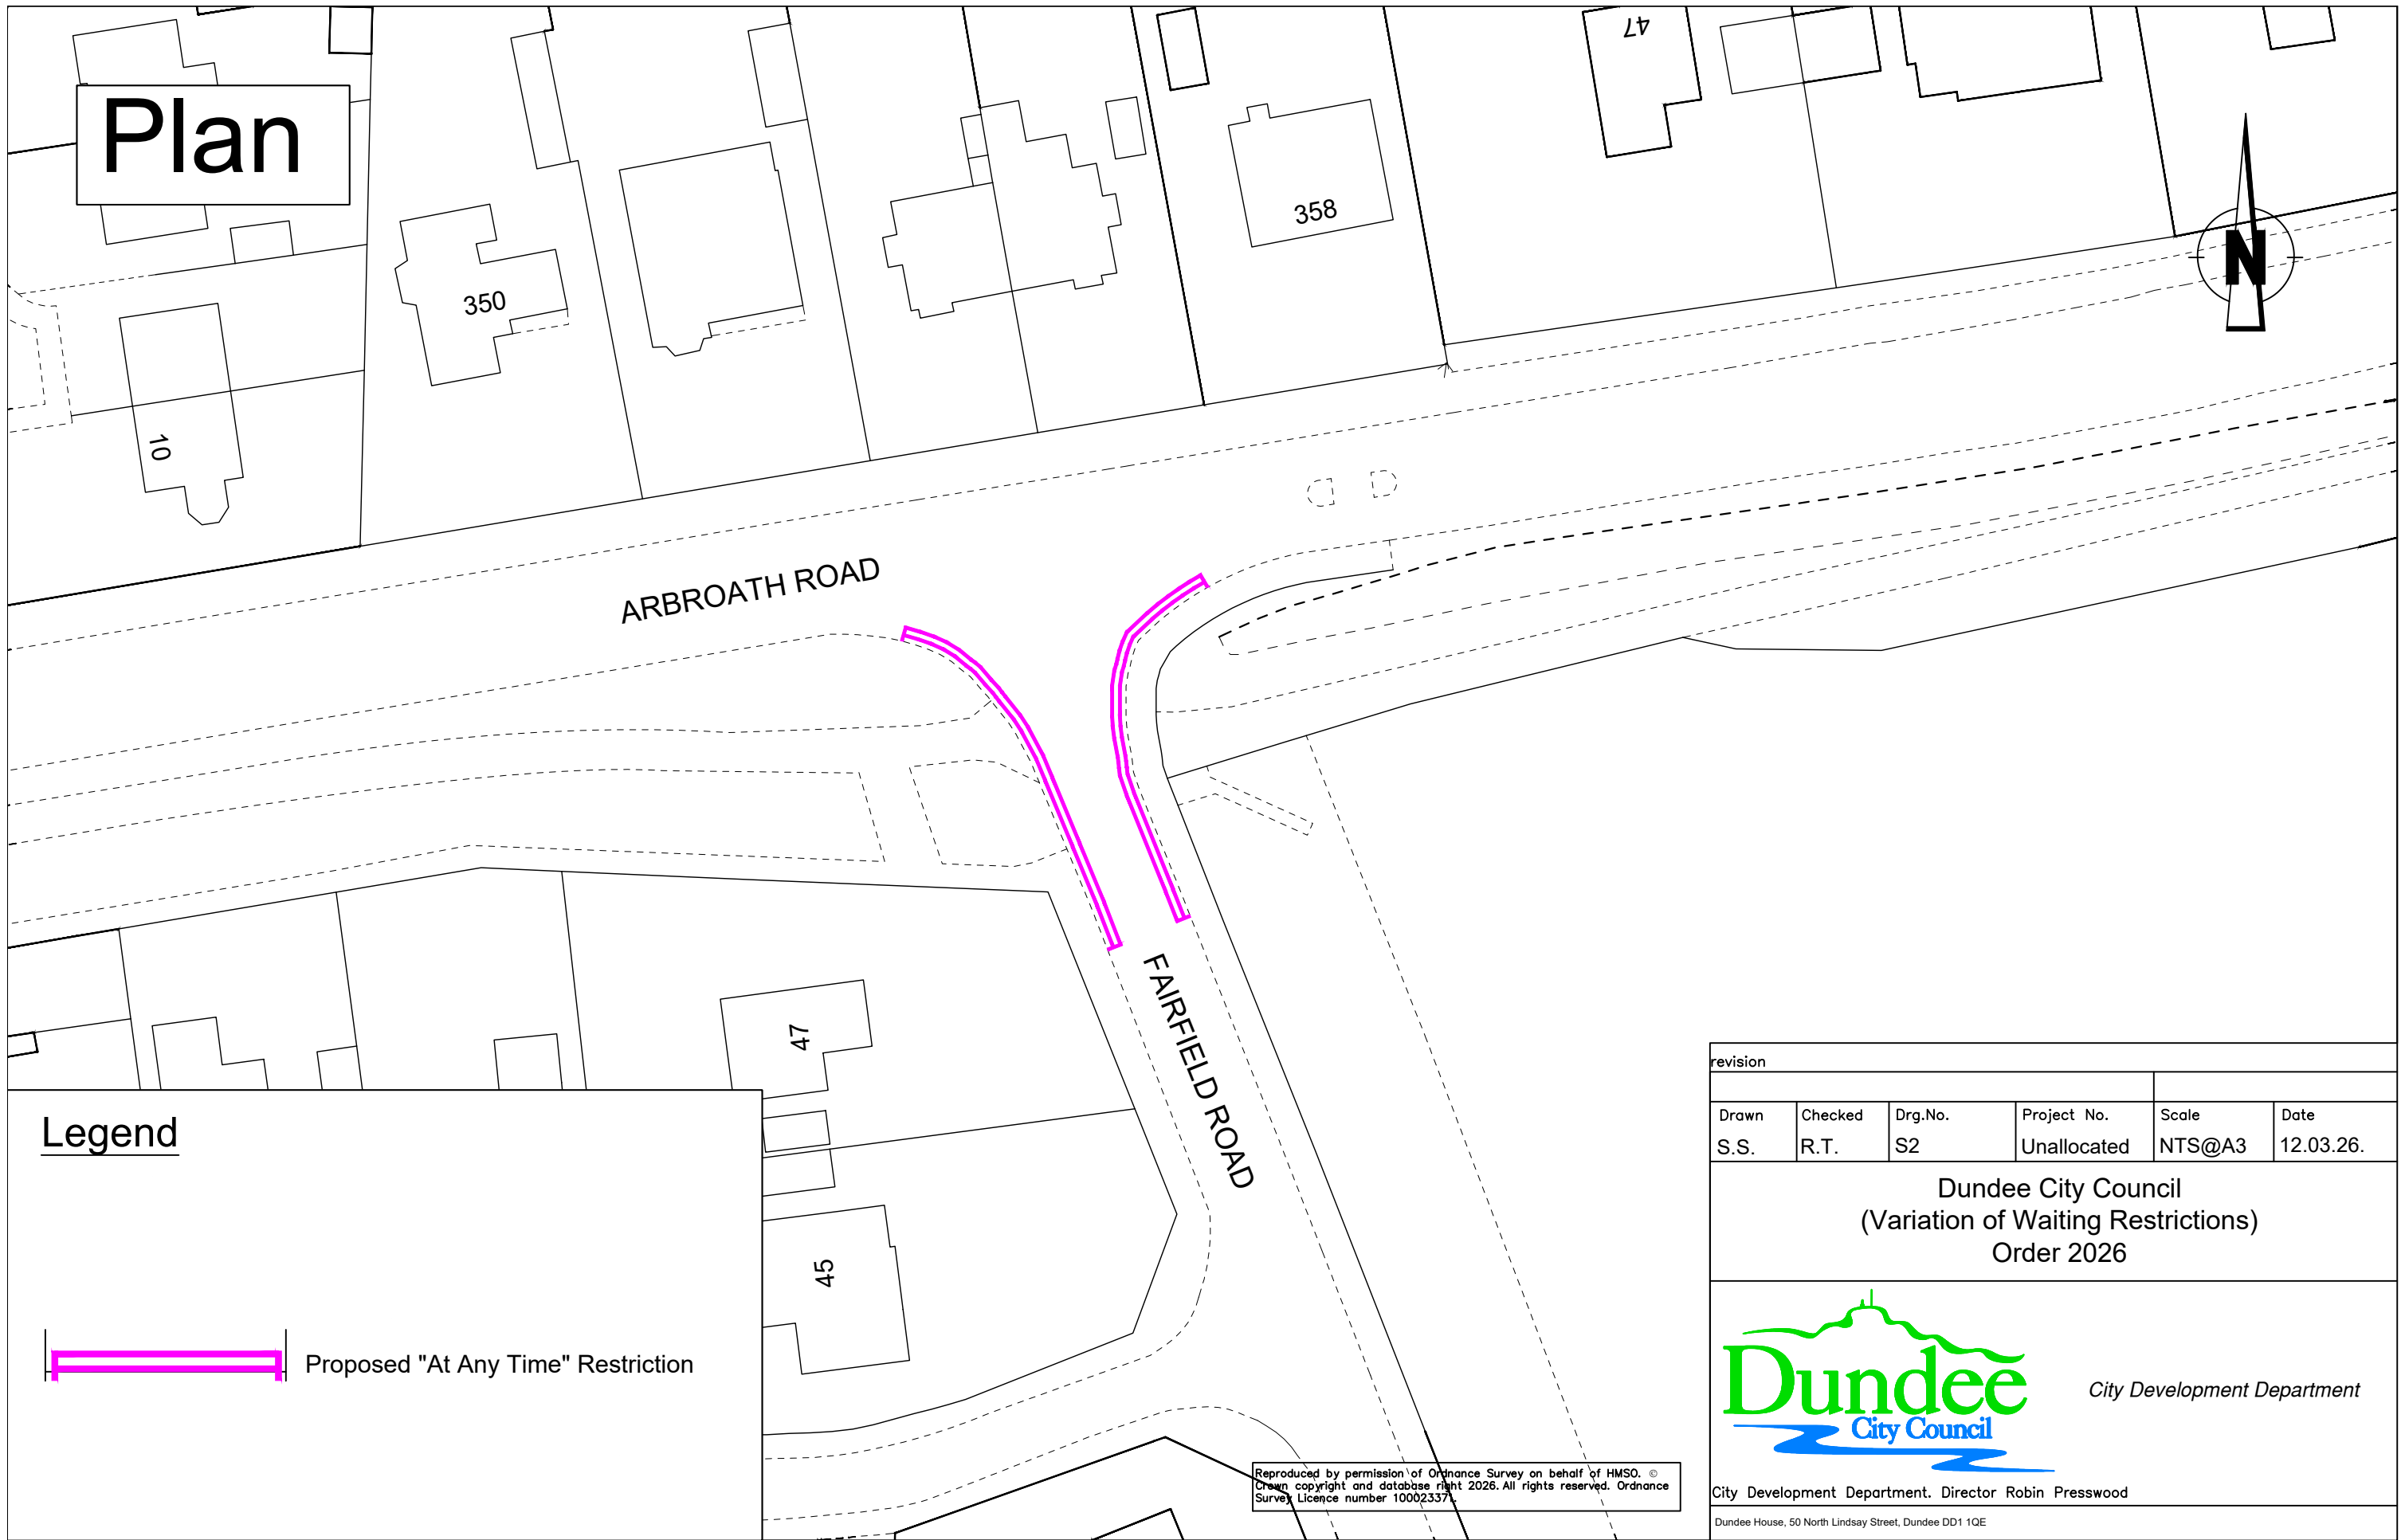 Plan
47
358
350
10
N
ARBROATH ROAD
FAIRFIELD ROAD
47
45
Legend
Proposed "At Any Time" Restriction
revision
Drawn Checked Drg.No. Project No. Scale Date
S.S. R.T. S2 Unallocated NTS@A3 12.03.26.
Dundee City Council
(Variation of Waiting Restrictions)
Order 2026
Dundee
City Council
City Development Department
City Development Department. Director Robin Presswood
Dundee House, 50 North Lindsay Street, Dundee DD1 1QE
Reproduced by permission of Ordnance Survey on behalf of HMSO. ©
Crown copyright and database right 2026. All rights reserved. Ordnance
Survey Licence number 100023371.